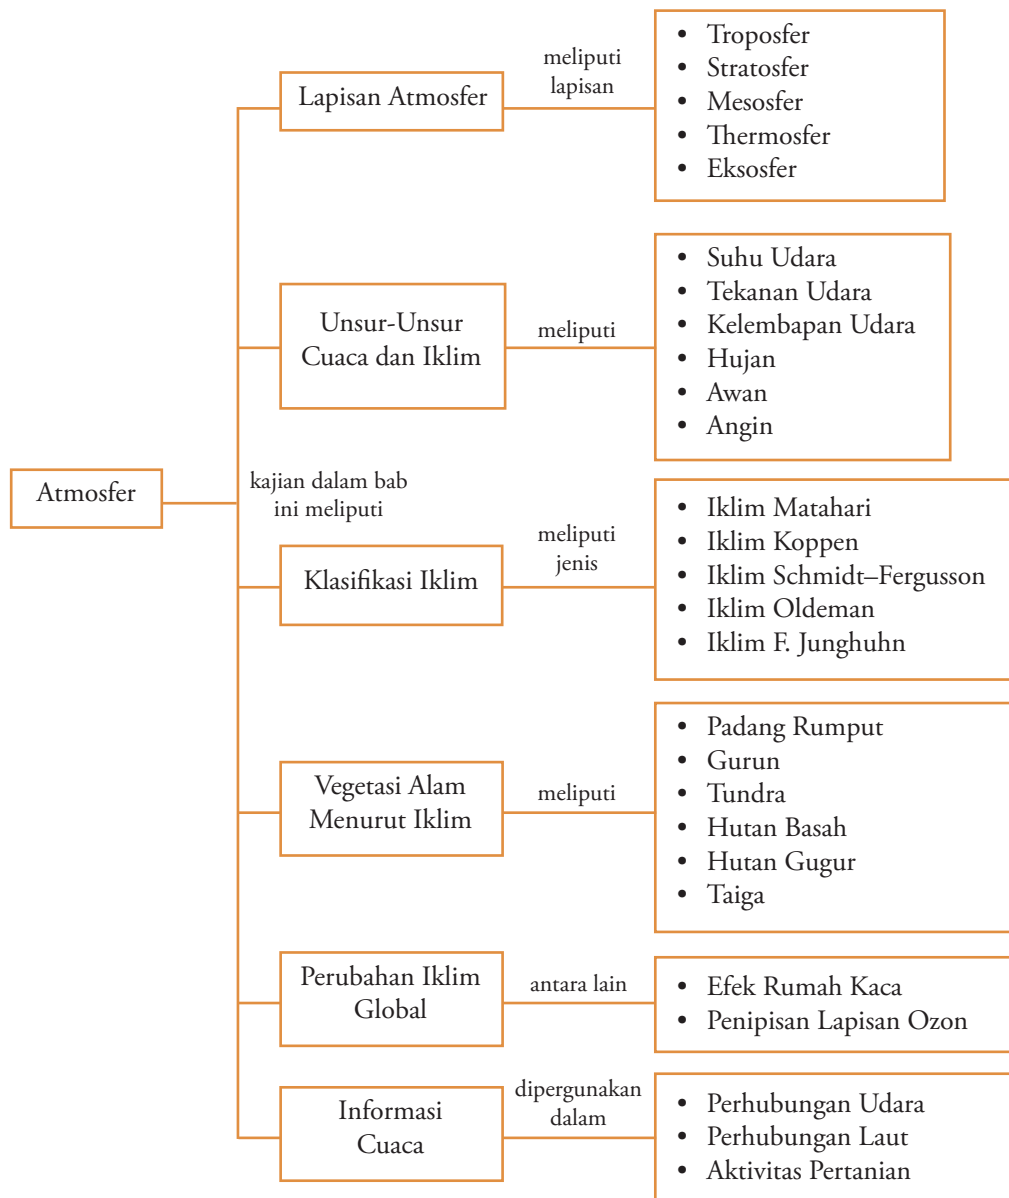 Atmosfer
kajian dalam bab
ini meliputi
Lapisan Atmosfer
meliputi
lapisan
• Troposfer
• Stratosfer
• Mesosfer
• Thermosfer
• Eksosfer
Unsur-Unsur
Cuaca dan Iklim
meliputi
• Suhu Udara
• Tekanan Udara
• Kelembapan Udara
• Hujan
• Awan
• Angin
Klasifikasi Iklim
meliputi
jenis
• Iklim Matahari
• Iklim Koppen
• Iklim Schmidt–Fergusson
• Iklim Oldeman
• Iklim F. Junghuhn
Vegetasi Alam
Menurut Iklim
meliputi
• Padang Rumput
• Gurun
• Tundra
• Hutan Basah
• Hutan Gugur
• Taiga
Perubahan Iklim
Global
antara lain
• Efek Rumah Kaca
• Penipisan Lapisan Ozon
Informasi
Cuaca
dipergunakan
dalam
• Perhubungan Udara
• Perhubungan Laut
• Aktivitas Pertanian